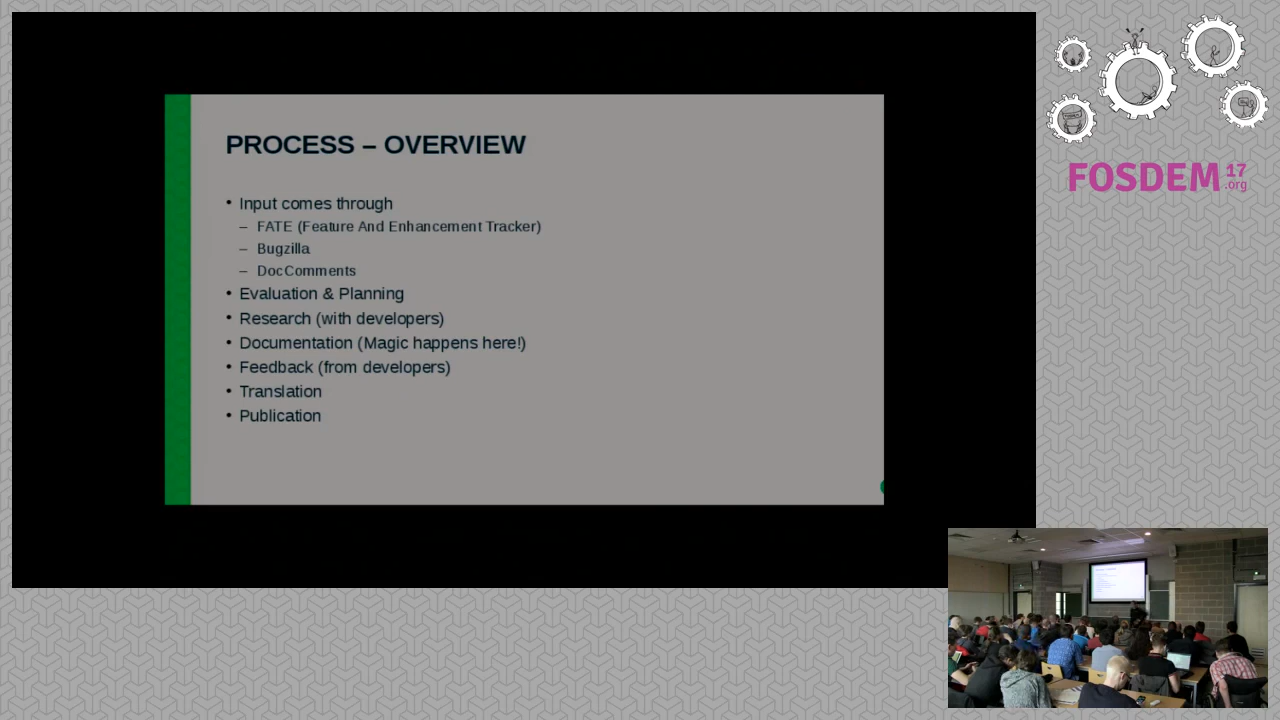 PROCESS – OVERVIEW
• Input comes through
– FATE (Feature And Enhancement Tracker)
– Bugzilla
– DocComments
• Evaluation & Planning
• Research (with developers)
• Documentation (Magic happens here!)
• Feedback (from developers)
• Translation
• Publication
FOSDEM 17
.org